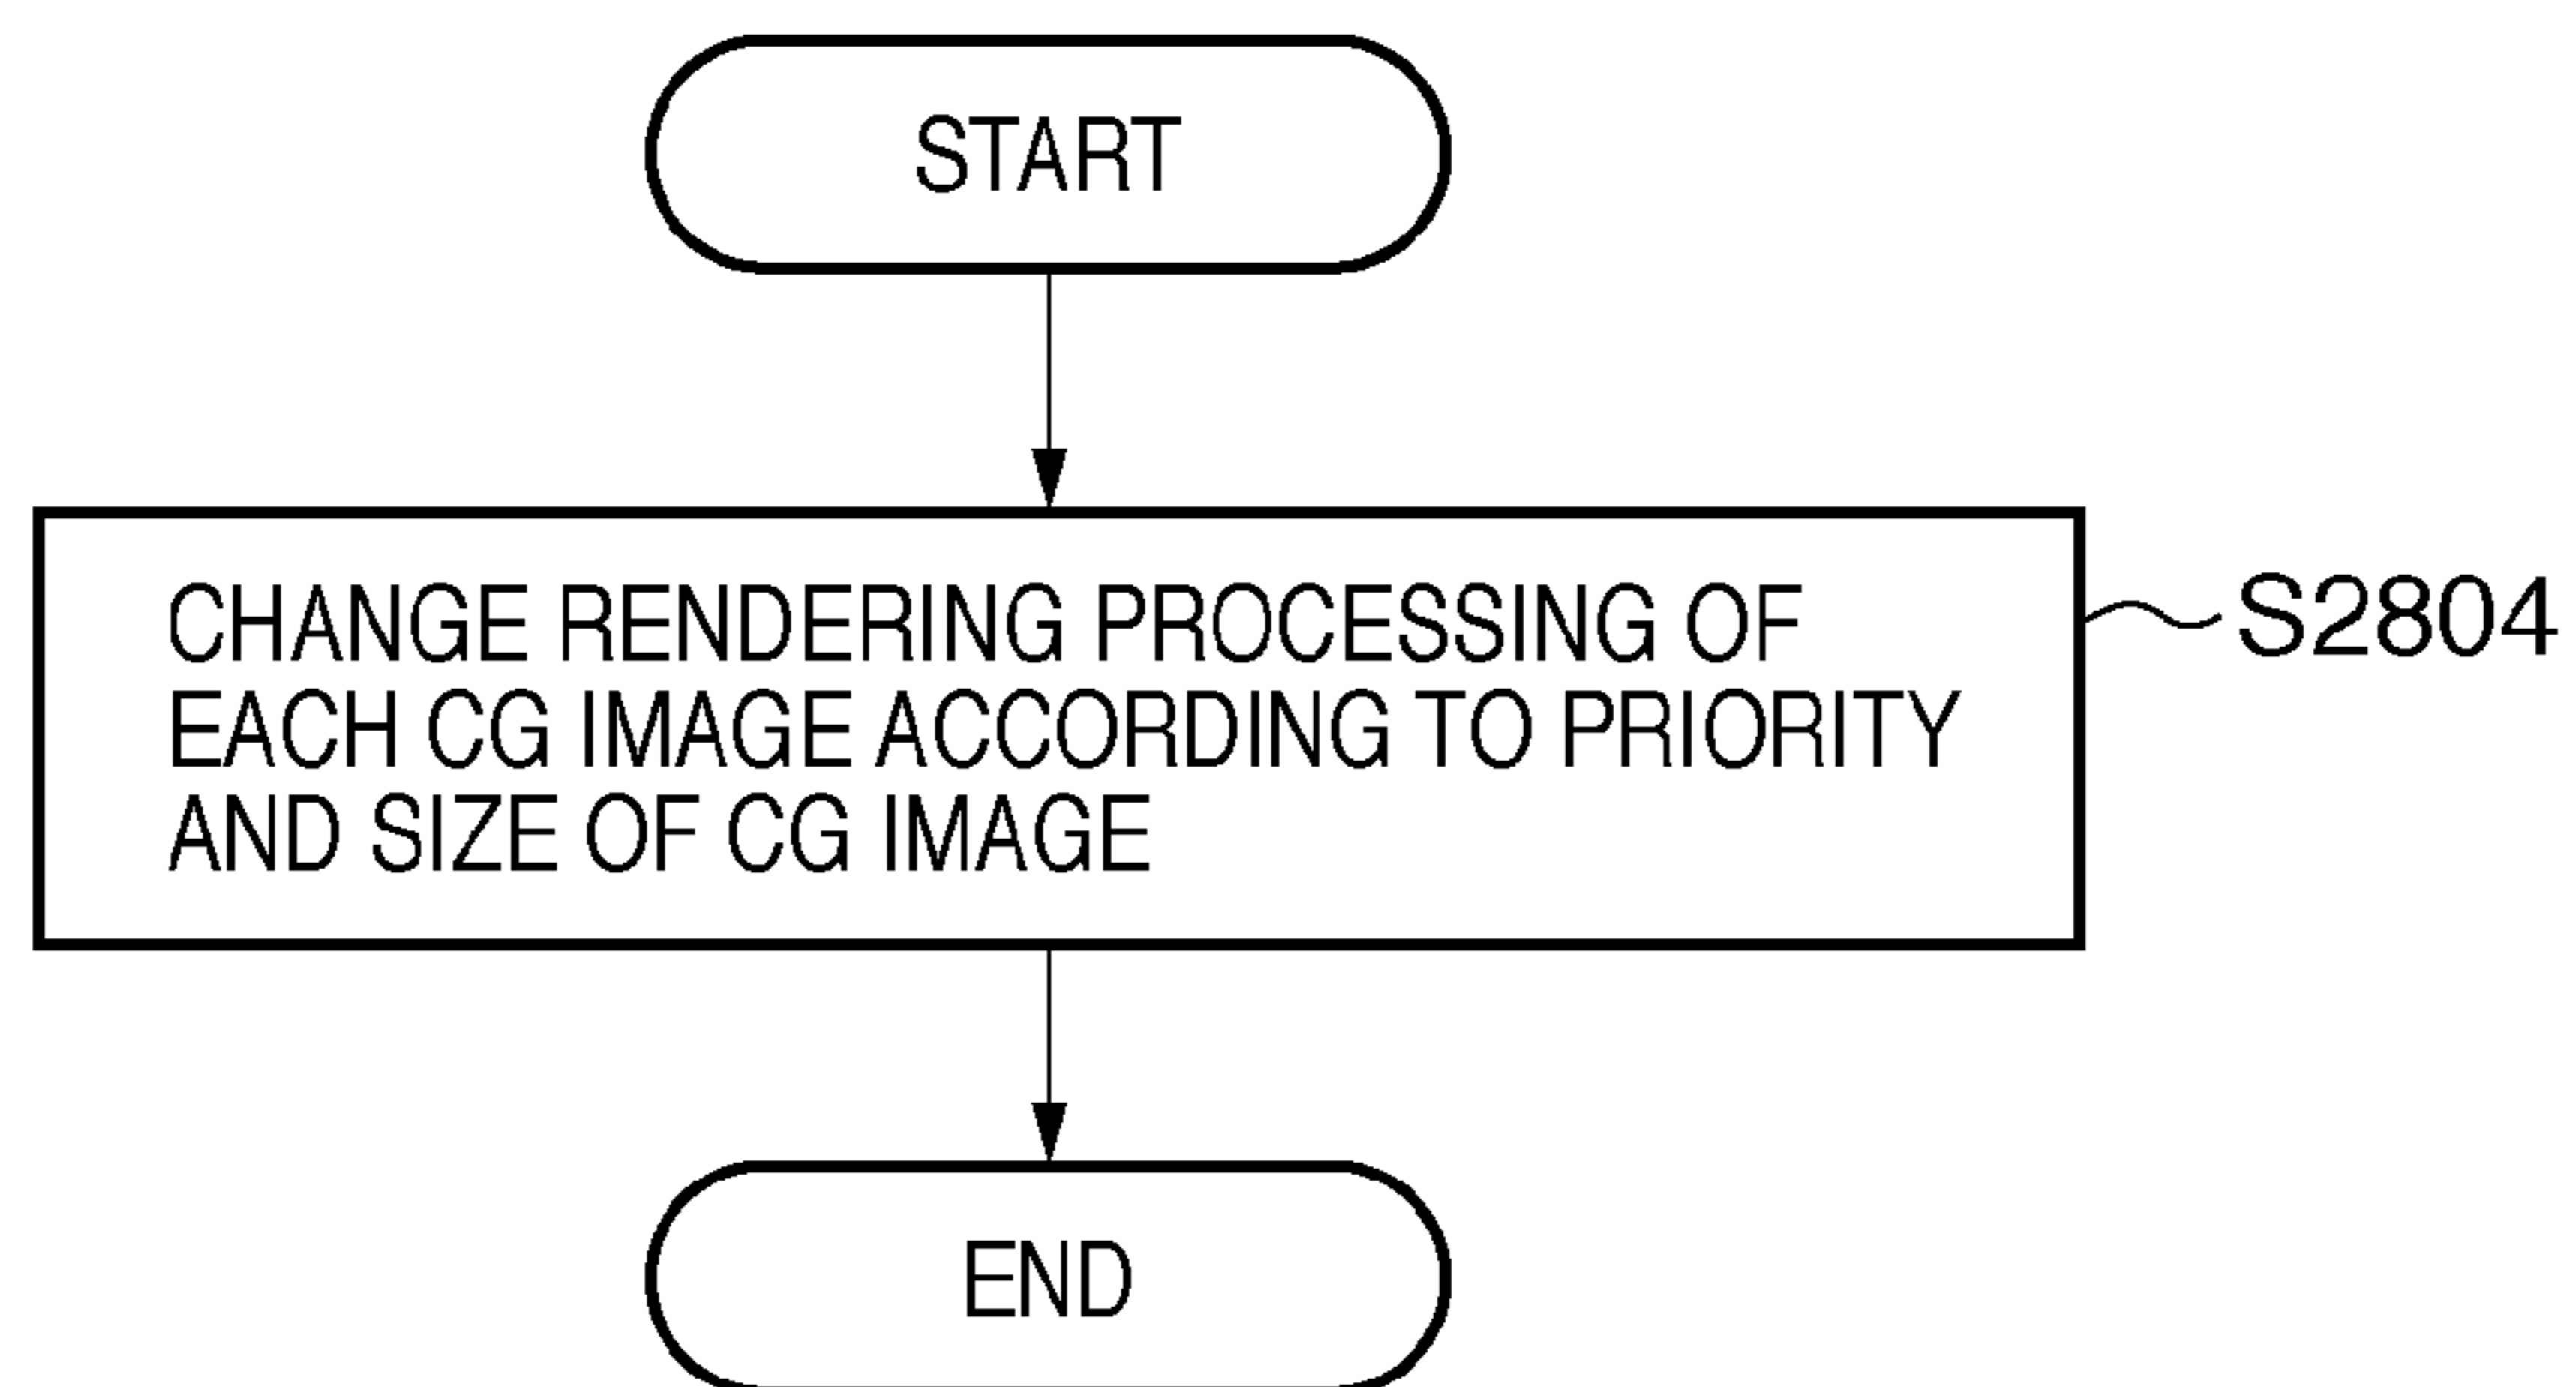 START
CHANGE RENDERING PROCESSING OF
EACH CG IMAGE ACCORDING TO PRIORITY
AND SIZE OF CG IMAGE
S2804
END